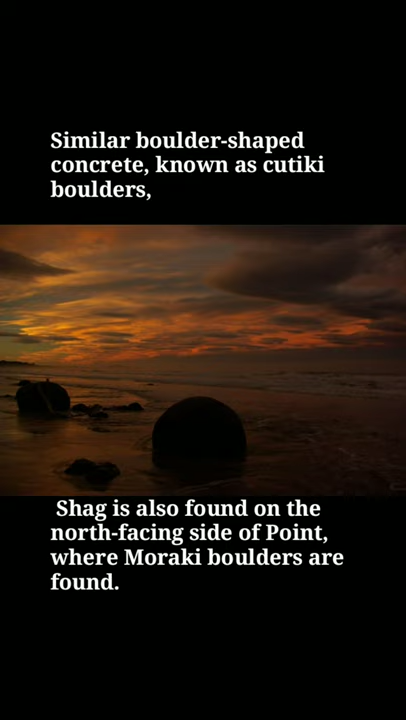 Similar boulder-shaped
concrete, known as cutiki
boulders,
Shag is also found on the
north-facing side of Point,
where Moraki boulders are
found.